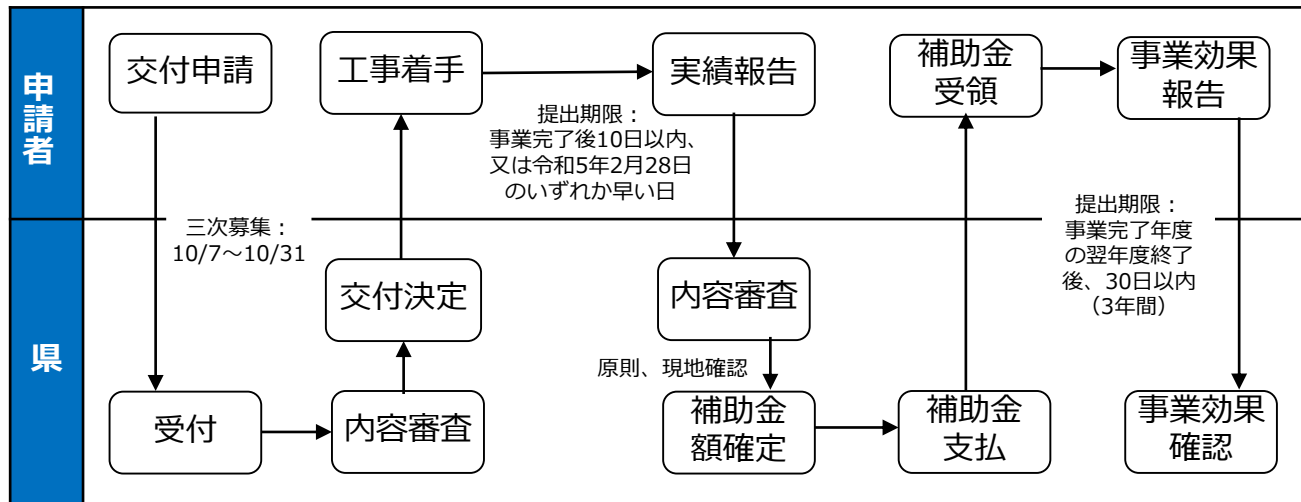 申請者
交付申請
工事着手
実績報告
補助金
受領
事業効果
報告
提出期限：
事業完了後10日以内、
又は令和5年2月28日
のいずれか早い日
三次募集：
10/7～10/31
提出期限：
事業完了年度
の翌年度終了
後、30日以内
（3年間）
県
交付決定
内容審査
原則、現地確認
受付
内容審査
補助金
額確定
補助金
支払
事業効果
確認